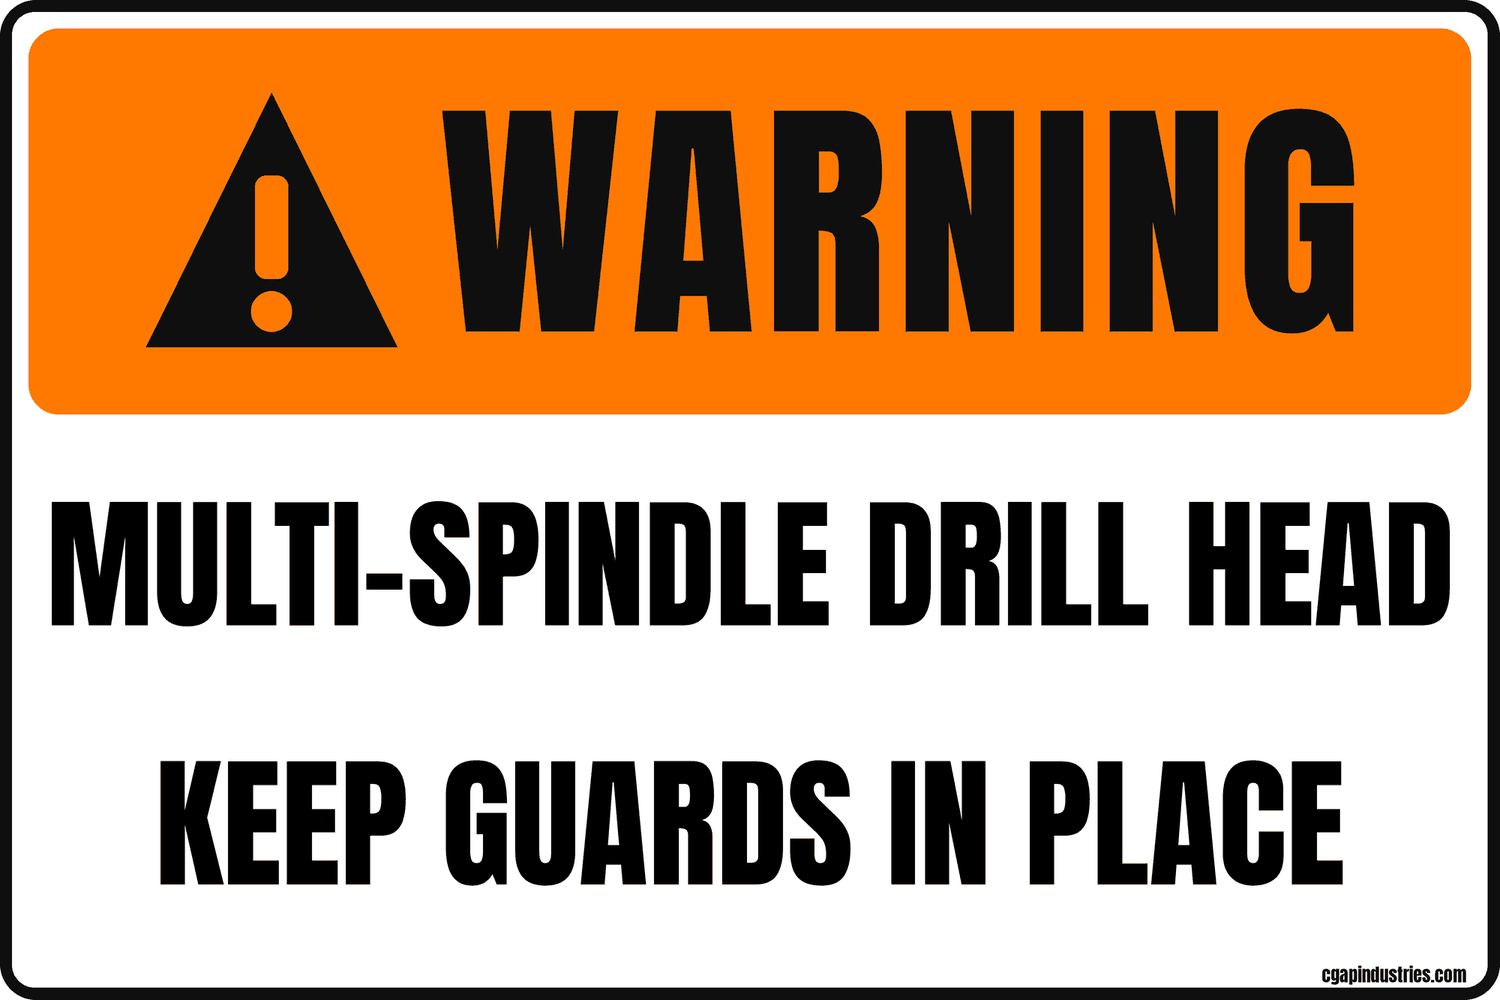 WARNING
MULTI-SPINDLE DRILL HEAD
KEEP GUARDS IN PLACE
cgapindustries.com